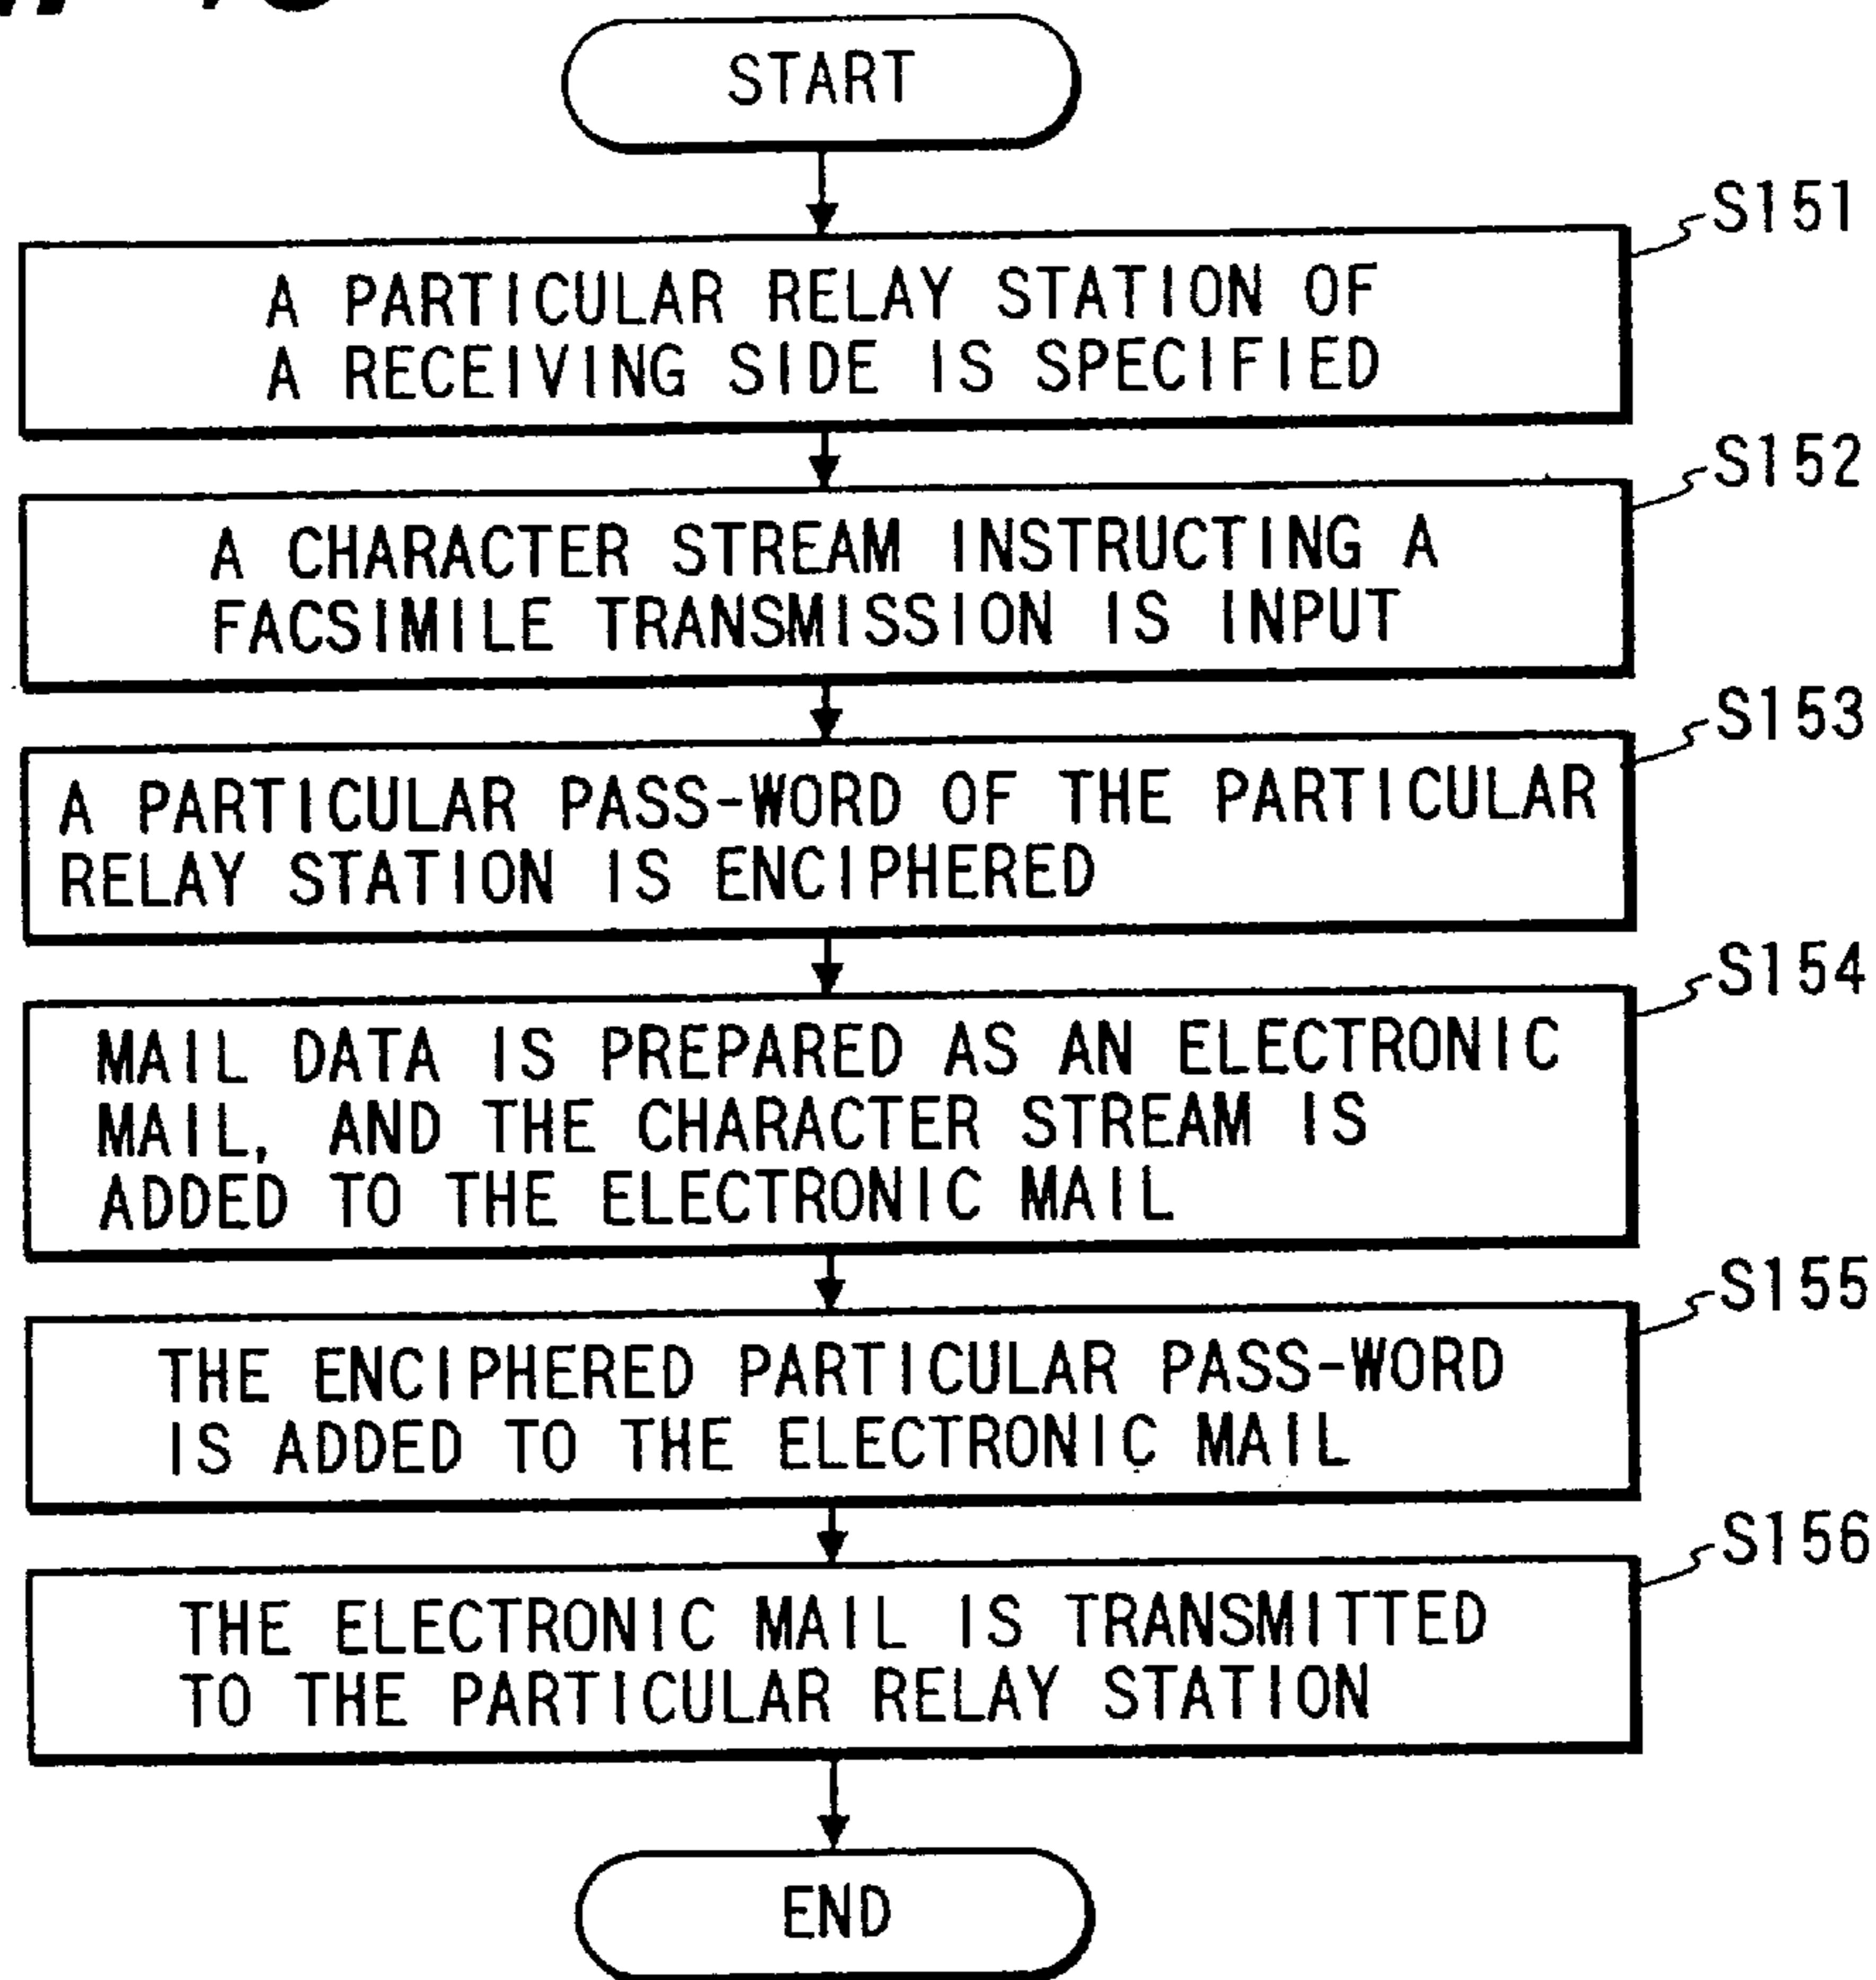 START
S151
A PARTICULAR RELAY STATION OF
A RECEIVING SIDE IS SPECIFIED
S152
A CHARACTER STREAM INSTRUCTING A
FACSIMILE TRANSMISSION IS INPUT
S153
A PARTICULAR PASS-WORD OF THE PARTICULAR
RELAY STATION IS ENCIPHERED
S154
MAIL DATA IS PREPARED AS AN ELECTRONIC
MAIL, AND THE CHARACTER STREAM IS
ADDED TO THE ELECTRONIC MAIL
S155
THE ENCIPHERED PARTICULAR PASS-WORD
IS ADDED TO THE ELECTRONIC MAIL
S156
THE ELECTRONIC MAIL IS TRANSMITTED
TO THE PARTICULAR RELAY STATION
END